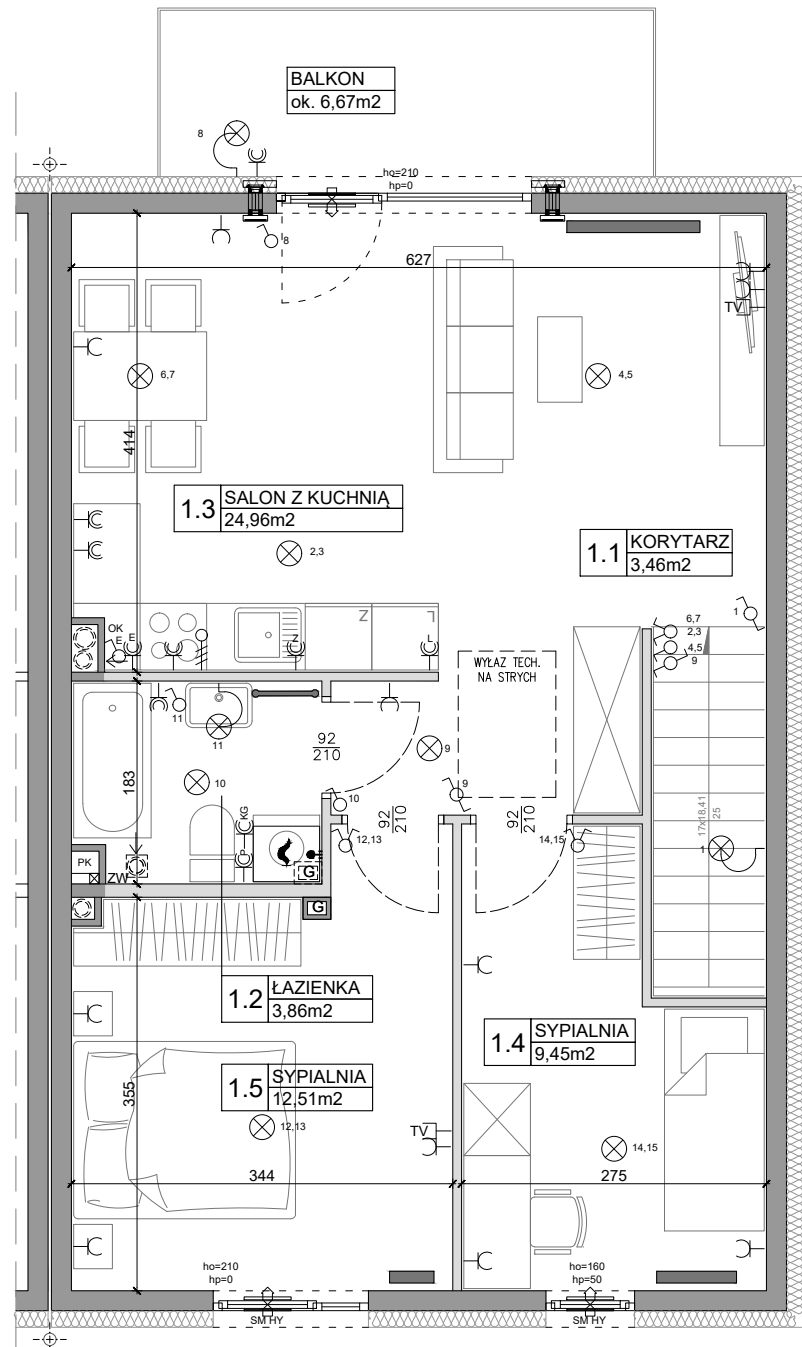 BALKON
ok. 6,67m2
8
ho=210
hp=0
8
627
TV
6,7
4,5
414
1.3 SALON Z KUCHNIĄ
24,96m2
2,3
1.1 KORYTARZ
3,46m2
1
6,7
2,3
4,5
9
OK
E
E
Z
Z
L
L
WYŁAZ TECH.
NA STRYCH
11
11
92
210
9
183
10
10
9
KG
P
92
210
92
210
12,13
14,15
17x18,41
25
1
PK
ZW
G
G
1.2 ŁAZIENKA
3,86m2
1.4 SYPIALNIA
9,45m2
1.5 SYPIALNIA
12,51m2
355
12,13
TV
14,15
344
275
ho=210
hp=0
SM HY
ho=160
hp=50
SM HY